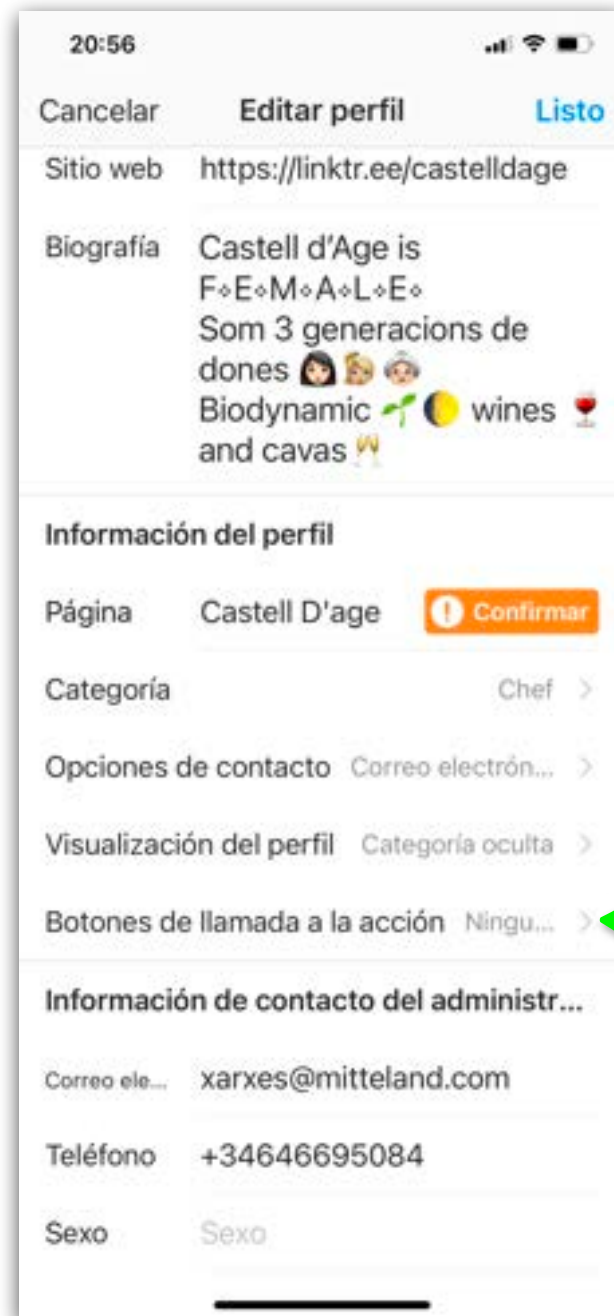 20:56
Cancelar Editar perfil Listo
Sitio web https://linktr.ee/castelldage
Biografía Castell d'Age is
F⬨E⬨M⬨A⬨L⬨E⬨
Som 3 generacions de
dones 👩🏻💁🏼👵🏻
Biodynamic 🌱🌓 wines 🍷
and cavas 🥂
Información del perfil
Página Castell D'age ! Confirmar
Categoría Chef >
Opciones de contacto Correo electrón... >
Visualización del perfil Categoría oculta >
Botones de llamada a la acción Ningu... >
Información de contacto del administr...
Correo ele... xarxes@mitteland.com
Teléfono +34646695084
Sexo Sexo